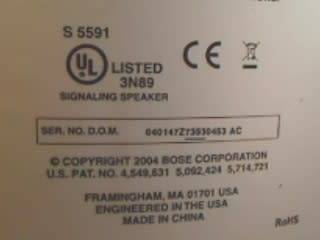 S 5591
UL
LISTED
3N89
SIGNALING SPEAKER
CE
SER. NO. D.O.M. 040147Z73930453 AC
© COPYRIGHT 2004 BOSE CORPORATION
U.S. PAT. NO. 4,549,631 5,092,424 5,714,721
FRAMINGHAM, MA 01701 USA
ENGINEERED IN THE USA
MADE IN CHINA
RoHS